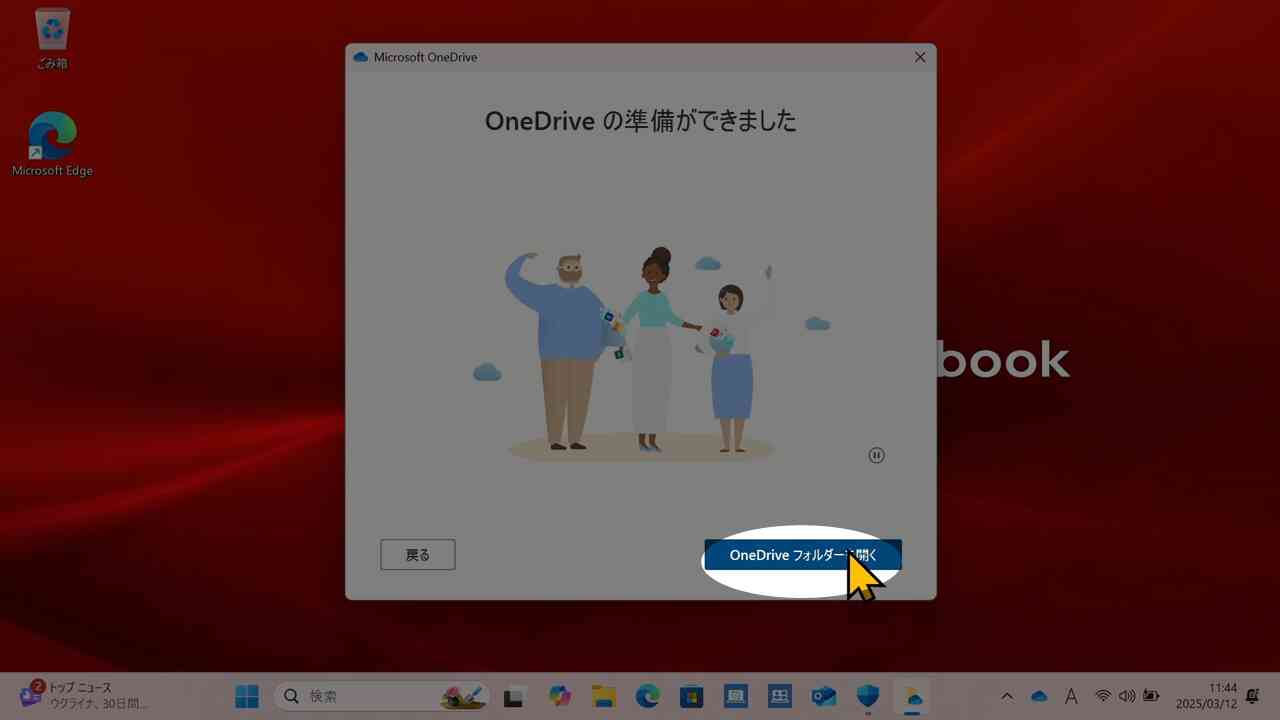 ごみ箱
Microsoft Edge
Microsoft OneDrive
OneDrive の準備ができました
book
戻る
OneDrive フォルダーを開く
2
トップ ニュース
ウクライナ、30日間...
検索
A
11:44
2025/03/12